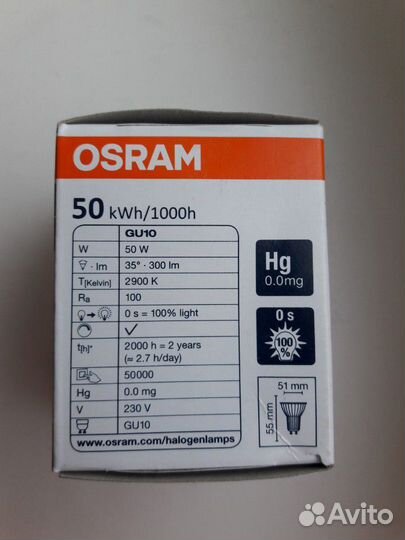 OSRAM
50 kWh/1000h
GU10
W 50 W
· lm 35° · 300 lm
T[Kelvin] 2900 K
Ra 100
0 s = 100% light
t[h]* 2000 h = 2 years
(≈ 2.7 h/day)
50000
Hg 0.0 mg
V 230 V
GU10
www.osram.com/halogenlamps
Hg
0.0mg
0 s
100%
51 mm
55 mm
Avito